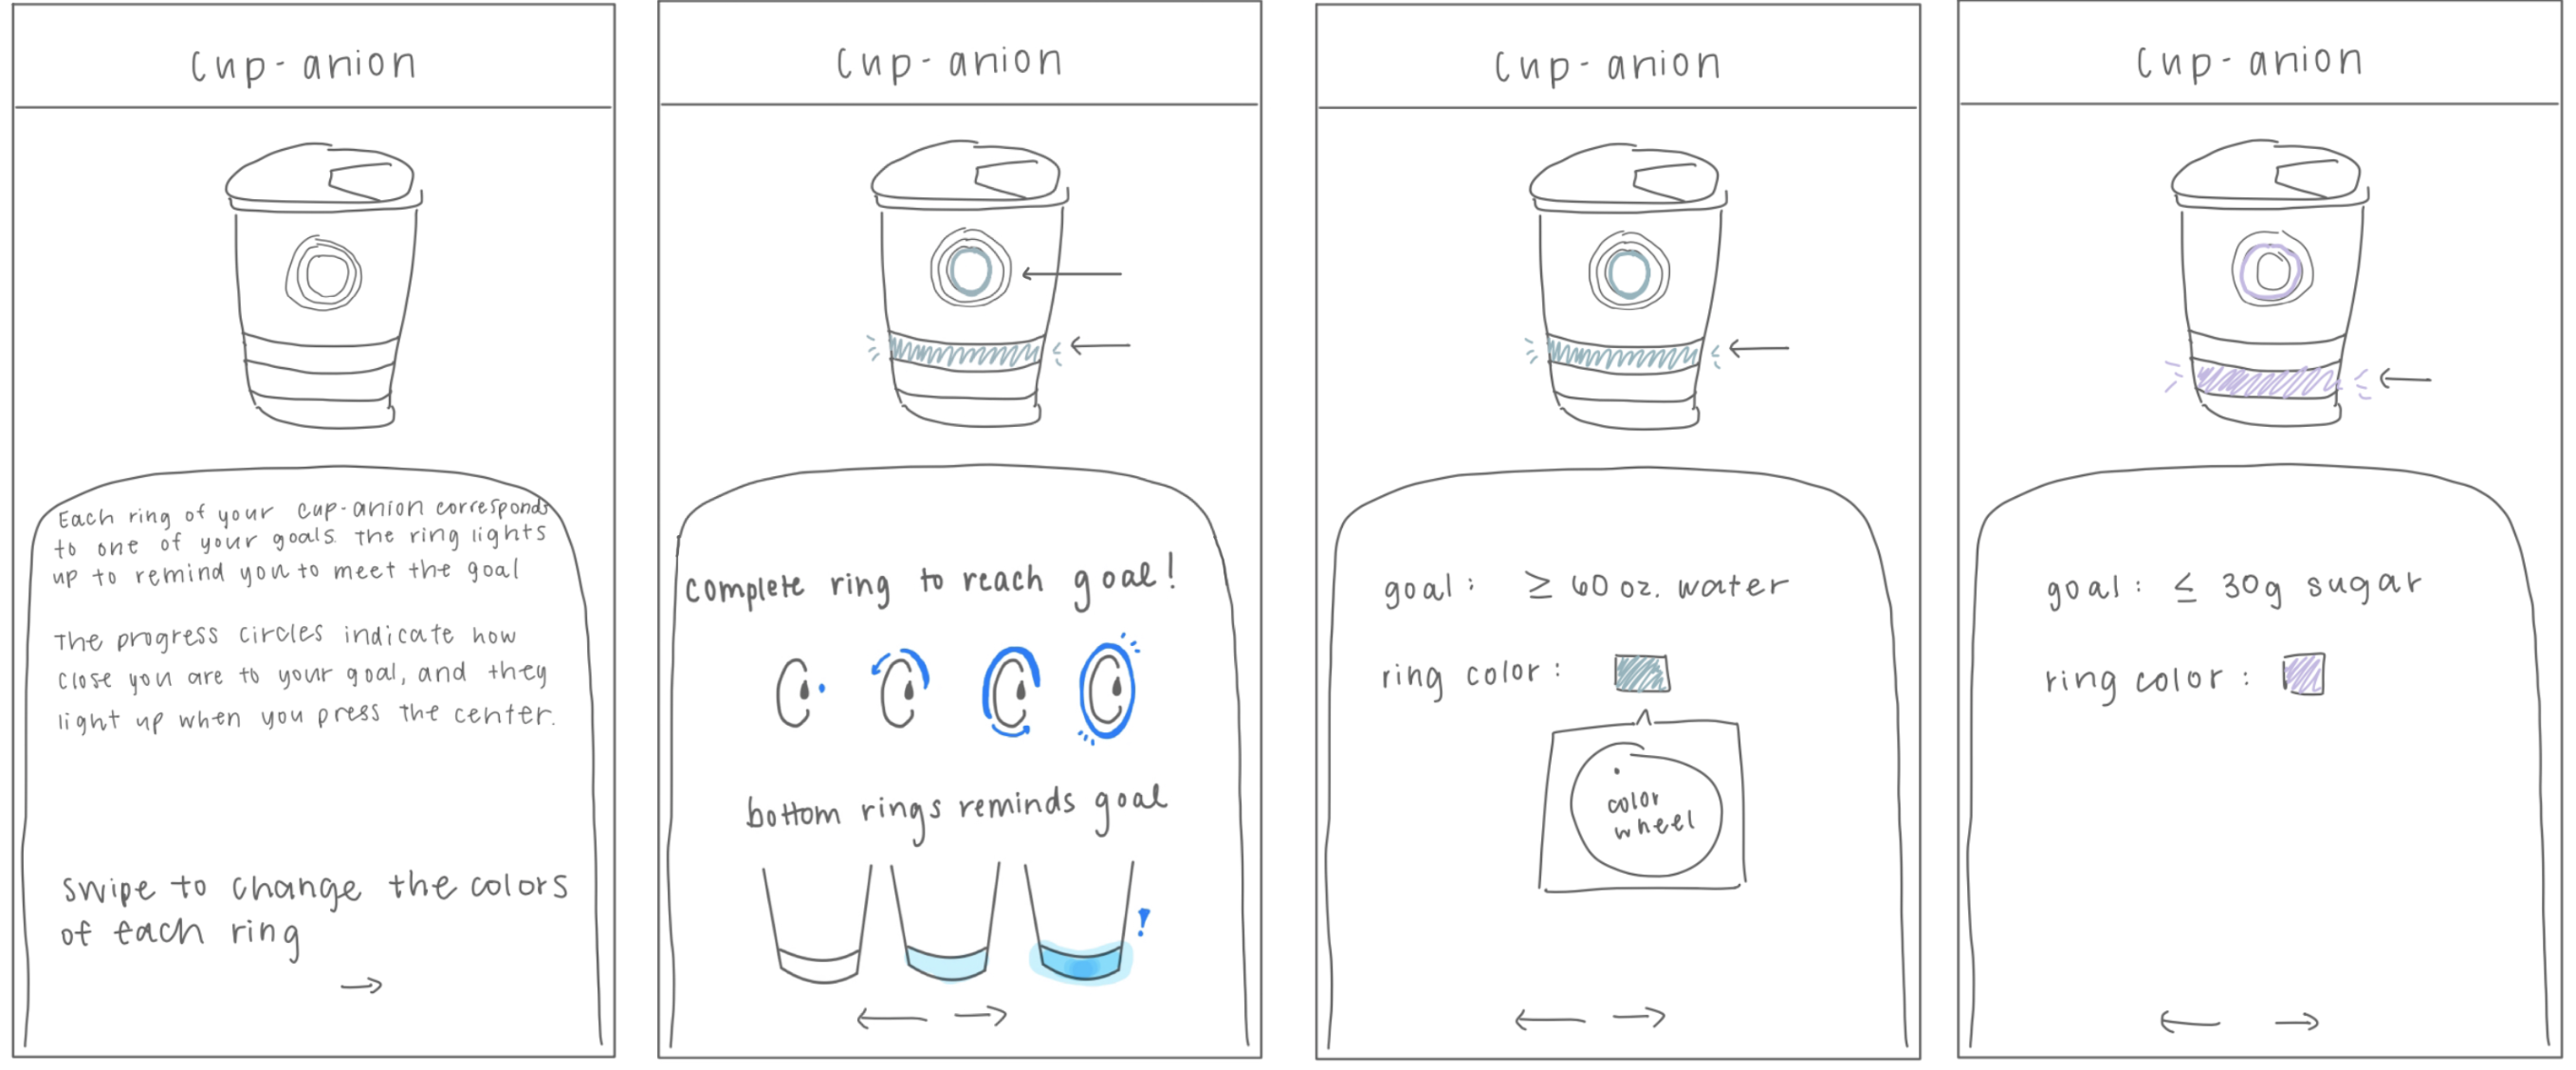 cup-anion
Each ring of your cup-anion corresponds
to one of your goals. The ring lights
up to remind you to meet the goal
The progress circles indicate how
close you are to your goal, and they
light up when you press the center.
swipe to change the colors
of each ring
cup-anion
complete ring to reach goal!
bottom rings reminds goal
!
cup-anion
goal: ≥ 60 oz. water
ring color:
color
wheel
cup-anion
goal: ≤ 30g sugar
ring color: